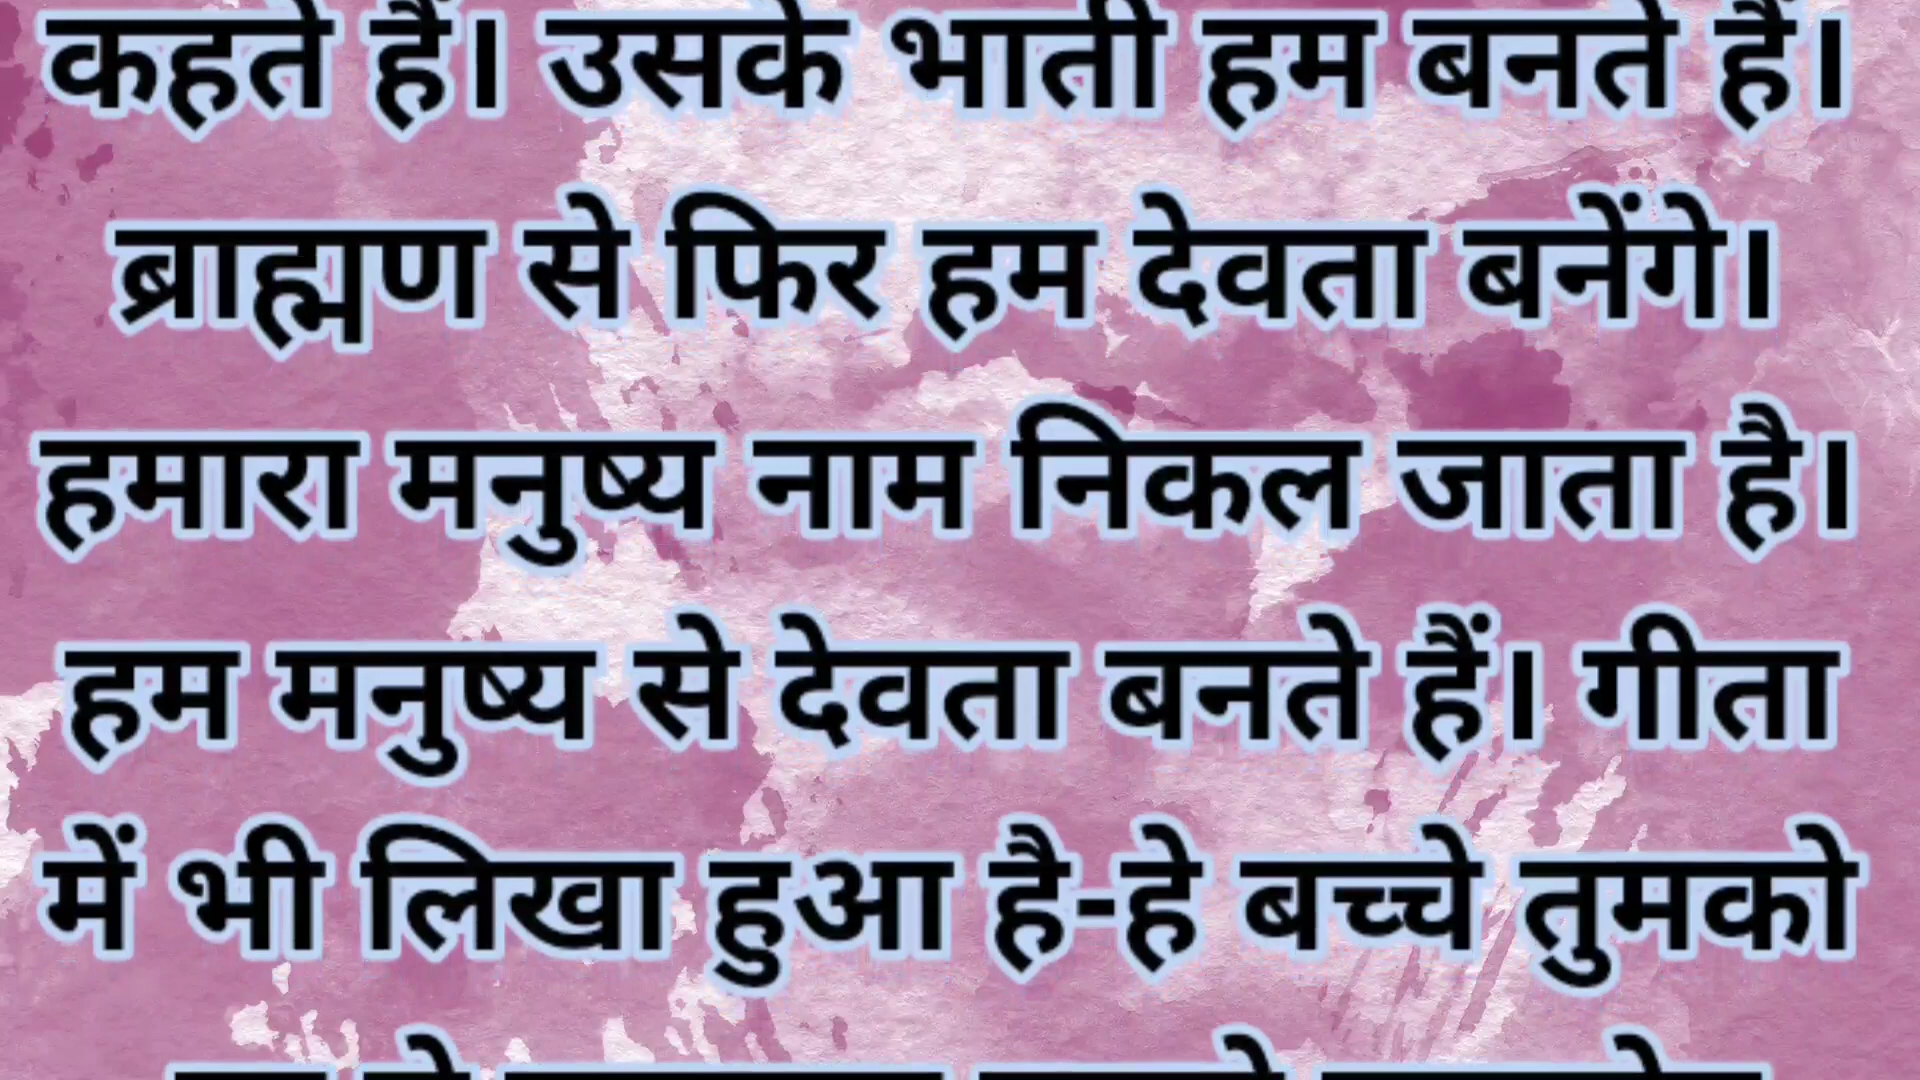 कहते हैं। उसके भाती हम बनते हैं।
ब्राह्मण से फिर हम देवता बनेंगे।
हमारा मनुष्य नाम निकल जाता है।
हम मनुष्य से देवता बनते हैं। गीता
में भी लिखा हुआ है-हे बच्चे तुमको